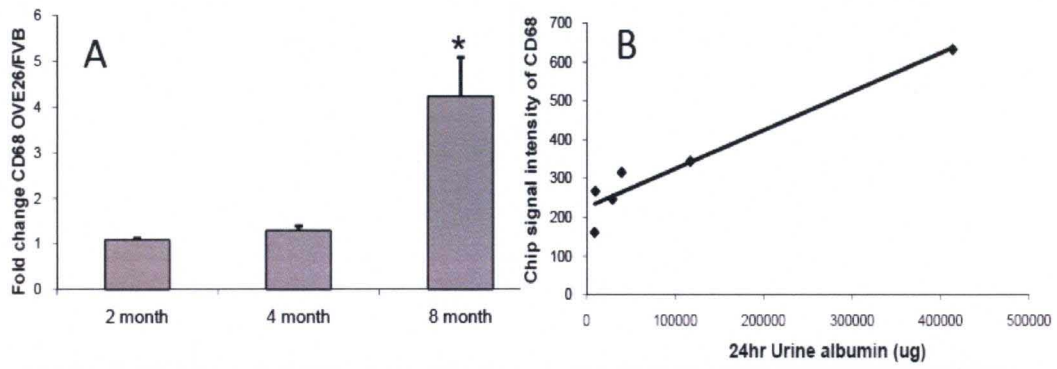 A
Fold change CD68 OVE26/FVB
6
5
4
3
2
1
0
*
2 month 4 month 8 month
B
Chip signal intensity of CD68
700
600
500
400
300
200
100
0
0 100000 200000 300000 400000 500000
24hr Urine albumin (ug)